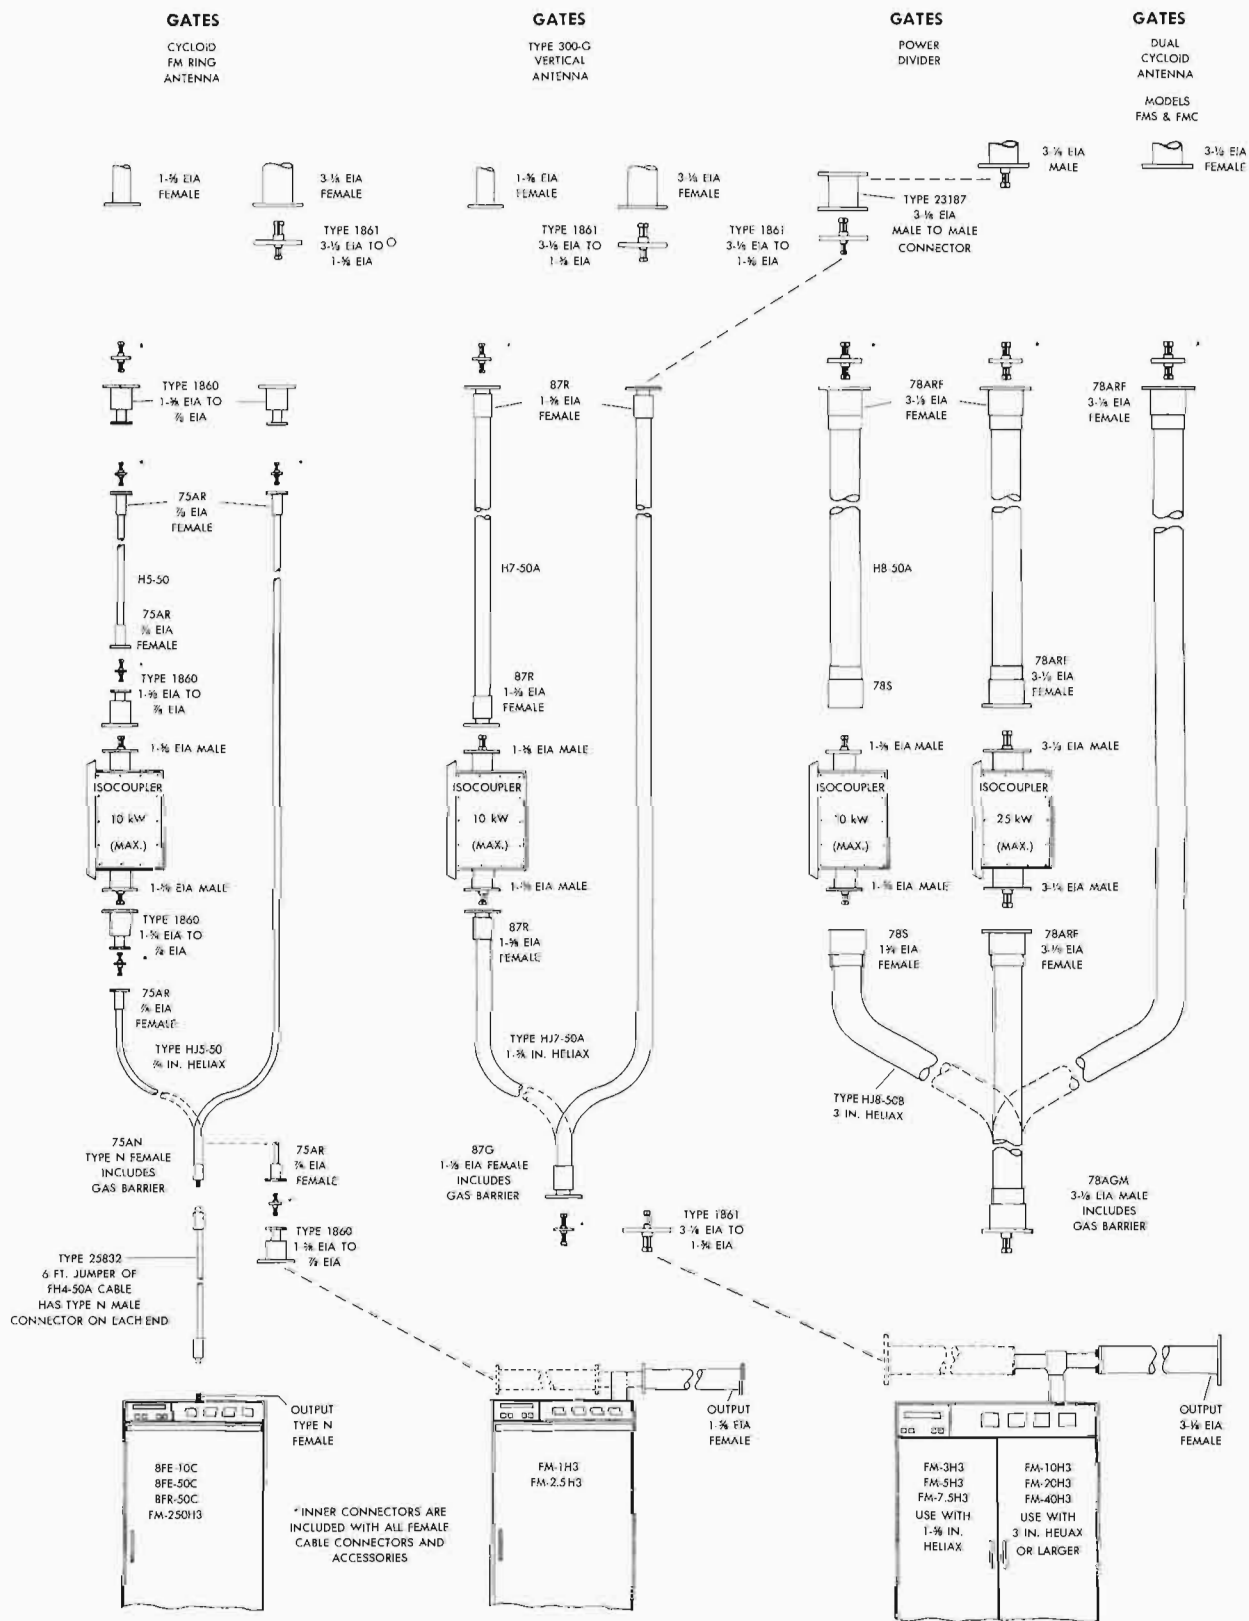 GATES
CYCLOID
FM RING
ANTENNA
GATES
TYPE 300-G
VERTICAL
ANTENNA
GATES
POWER
DIVIDER
GATES
DUAL
CYCLOID
ANTENNA
MODELS
FMS & FMC
1-⅝ EIA
FEMALE
3-⅛ EIA
FEMALE
1-⅝ EIA
FEMALE
3-⅛ EIA
FEMALE
3-⅛ EIA
MALE
3-⅛ EIA
FEMALE
TYPE 1861
3-⅛ EIA TO
1-⅝ EIA
TYPE 1861
3-⅛ EIA TO
1-⅝ EIA
TYPE 1861
3-⅛ EIA TO
1-⅝ EIA
TYPE 23187
3-⅛ EIA
MALE TO MALE
CONNECTOR
TYPE 1860
1-⅝ EIA TO
⅞ EIA
87R
1-⅝ EIA
FEMALE
78ARF
3-⅛ EIA
FEMALE
78ARF
3-⅛ EIA
FEMALE
75AR
⅞ EIA
FEMALE
H5-50
H7-50A
H8-50A
75AR
⅞ EIA
FEMALE
TYPE 1860
1-⅝ EIA TO
⅞ EIA
87R
1-⅝ EIA
FEMALE
78S
78ARF
3-⅛ EIA
FEMALE
1-⅝ EIA MALE
1-⅝ EIA MALE
1-⅝ EIA MALE
3-⅛ EIA MALE
ISOCOUPLER
10 kW
(MAX.)
ISOCOUPLER
10 kW
(MAX.)
ISOCOUPLER
10 kW
(MAX.)
ISOCOUPLER
25 kW
(MAX.)
1-⅝ EIA MALE
1-⅝ EIA MALE
1-⅝ EIA MALE
3-⅛ EIA MALE
TYPE 1860
1-⅝ EIA TO
⅞ EIA
87R
1-⅝ EIA
FEMALE
78S
1⅝ EIA
FEMALE
78ARF
3-⅛ EIA
FEMALE
75AR
⅞ EIA
FEMALE
TYPE HJ5-50
⅞ IN. HELIAX
TYPE HJ7-50A
1-⅝ IN. HELIAX
TYPE HJ8-50B
3 IN. HELIAX
75AN
TYPE N FEMALE
INCLUDES
GAS BARRIER
75AR
⅞ EIA
FEMALE
87G
1-⅝ EIA FEMALE
INCLUDES
GAS BARRIER
78AGM
3-⅛ EIA MALE
INCLUDES
GAS BARRIER
TYPE 1860
1-⅝ EIA TO
⅞ EIA
TYPE 1861
3-⅛ EIA TO
1-⅝ EIA
TYPE 25832
6 FT. JUMPER OF
FH4-50A CABLE
HAS TYPE N MALE
CONNECTOR ON EACH END
OUTPUT
TYPE N
FEMALE
OUTPUT
1-⅝ EIA
FEMALE
OUTPUT
3-⅛ EIA
FEMALE
8FE-10C
8FE-50C
8FR-50C
FM-250H3
*INNER CONNECTORS ARE
INCLUDED WITH ALL FEMALE
CABLE CONNECTORS AND
ACCESSORIES
FM-1H3
FM-2.5H3
FM-3H3
FM-5H3
FM-7.5H3
USE WITH
1-⅝ IN.
HELIAX
FM-10H3
FM-20H3
FM-40H3
USE WITH
3 IN. HELIAX
OR LARGER